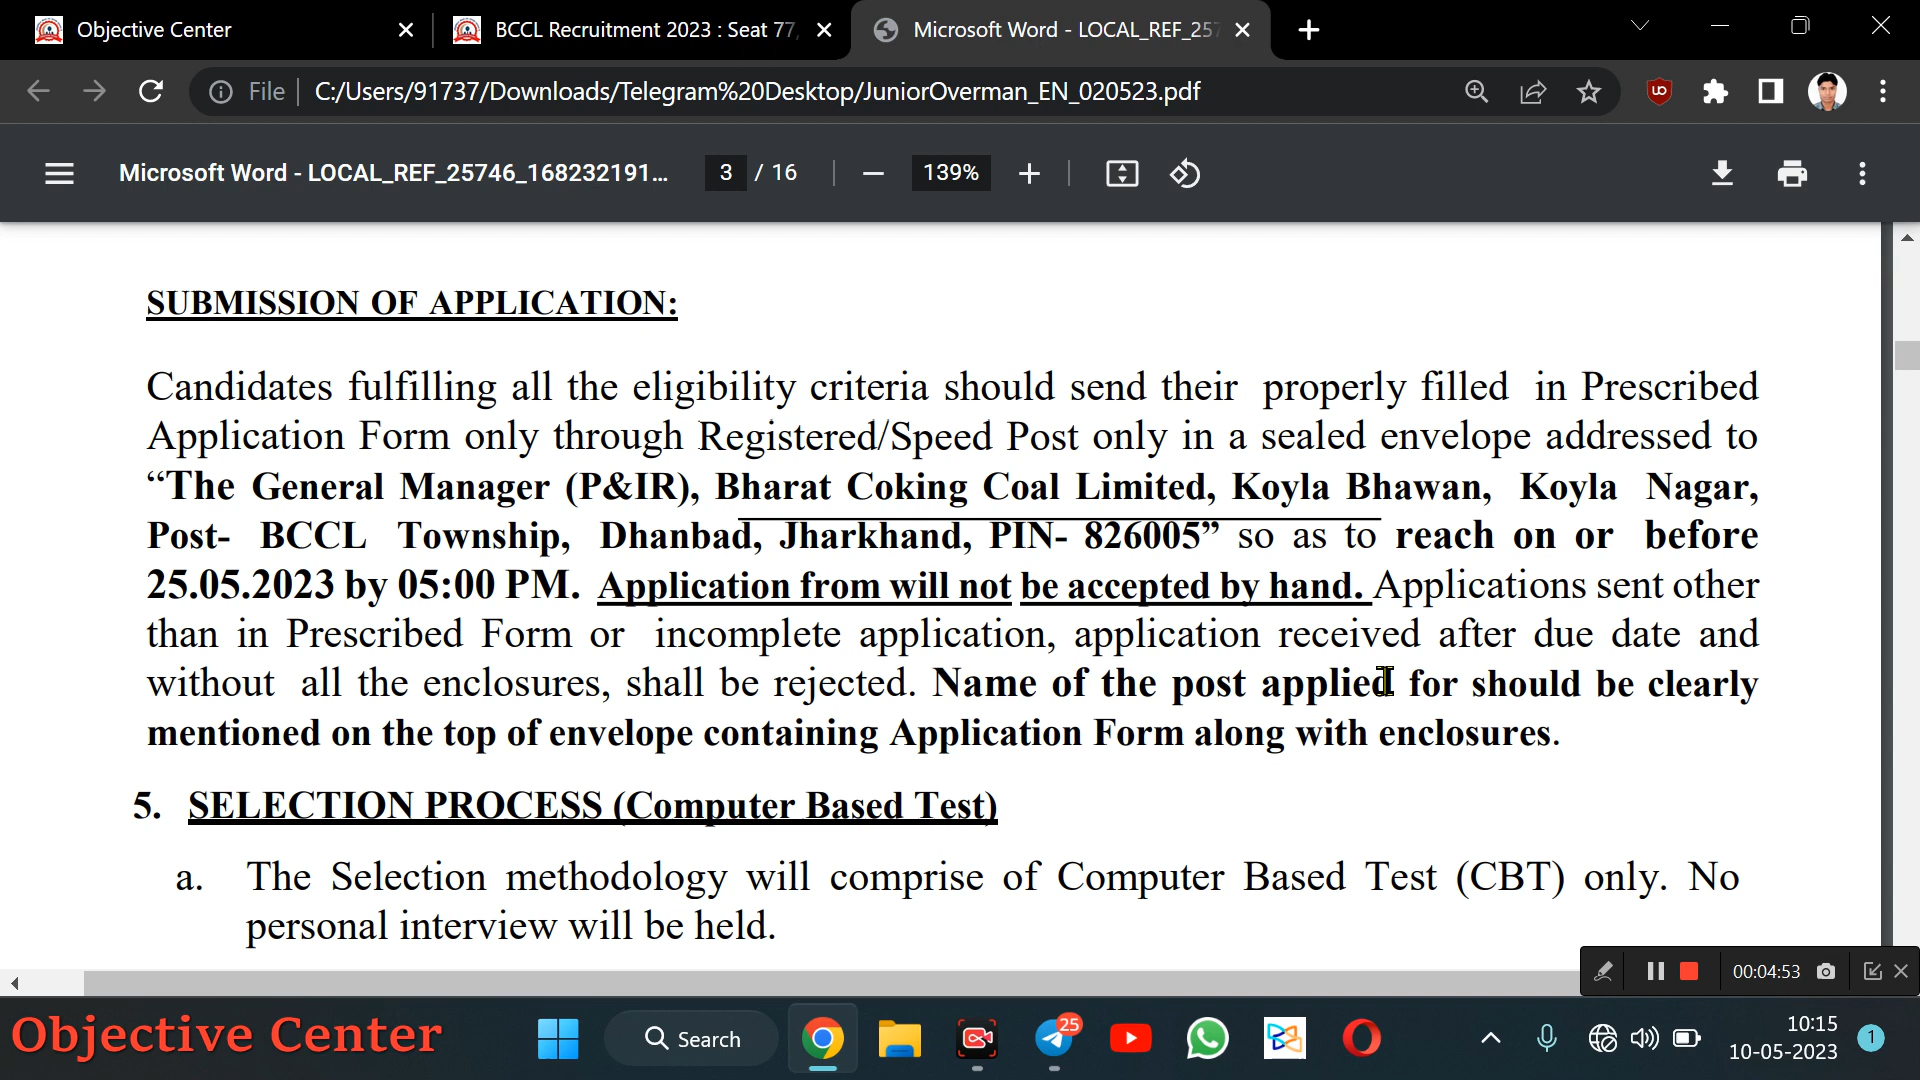 Objective Center
BCCL Recruitment 2023 : Seat 77,
Microsoft Word - LOCAL_REF_257
File
C:/Users/91737/Downloads/Telegram%20Desktop/JuniorOverman_EN_020523.pdf
Microsoft Word - LOCAL_REF_25746_168232191...
3 / 16
139%
SUBMISSION OF APPLICATION:
Candidates fulfilling all the eligibility criteria should send their properly filled in Prescribed
Application Form only through Registered/Speed Post only in a sealed envelope addressed to
“The General Manager (P&IR), Bharat Coking Coal Limited, Koyla Bhawan, Koyla Nagar,
Post- BCCL Township, Dhanbad, Jharkhand, PIN- 826005” so as to reach on or before
25.05.2023 by 05:00 PM. Application from will not be accepted by hand. Applications sent other
than in Prescribed Form or incomplete application, application received after due date and
without all the enclosures, shall be rejected. Name of the post applied for should be clearly
mentioned on the top of envelope containing Application Form along with enclosures.
5. SELECTION PROCESS (Computer Based Test)
a. The Selection methodology will comprise of Computer Based Test (CBT) only. No
personal interview will be held.
00:04:53
Objective Center
Search
25
10:15
10-05-2023
1